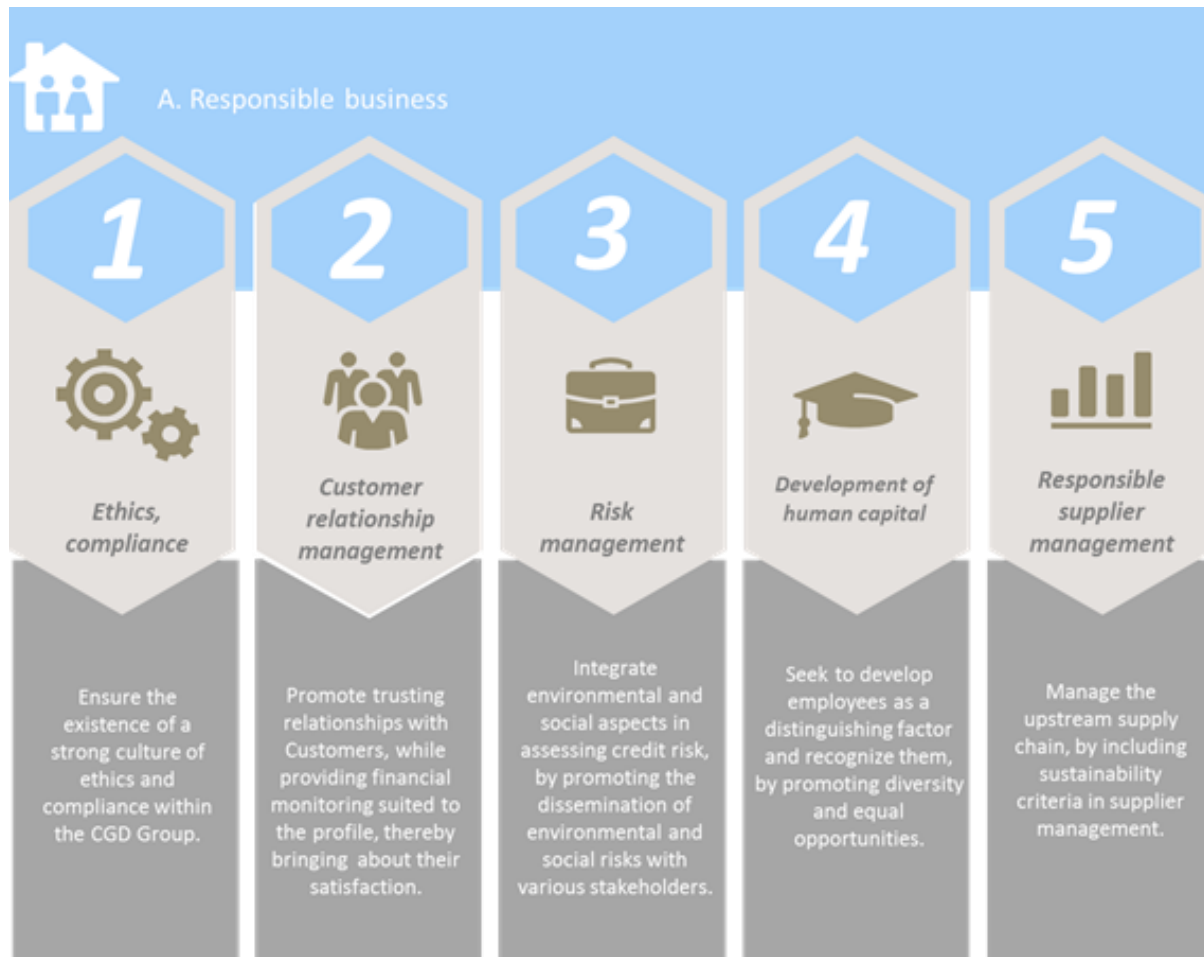 A. Responsible business
1
Ethics,
compliance
Ensure the
existence of a
strong culture of
ethics and
compliance within
the CGD Group.
2
Customer
relationship
management
Promote trusting
relationships with
Customers, while
providing financial
monitoring suited to
the profile, thereby
bringing about their
satisfaction.
3
Risk
management
Integrate
environmental and
social aspects in
assessing credit risk,
by promoting the
dissemination of
environmental and
social risks with
various stakeholders.
4
Development of
human capital
Seek to develop
employees as a
distinguishing factor
and recognize them,
by promoting diversity
and equal
opportunities.
5
Responsible
supplier
management
Manage the
upstream supply
chain, by including
sustainability
criteria in supplier
management.